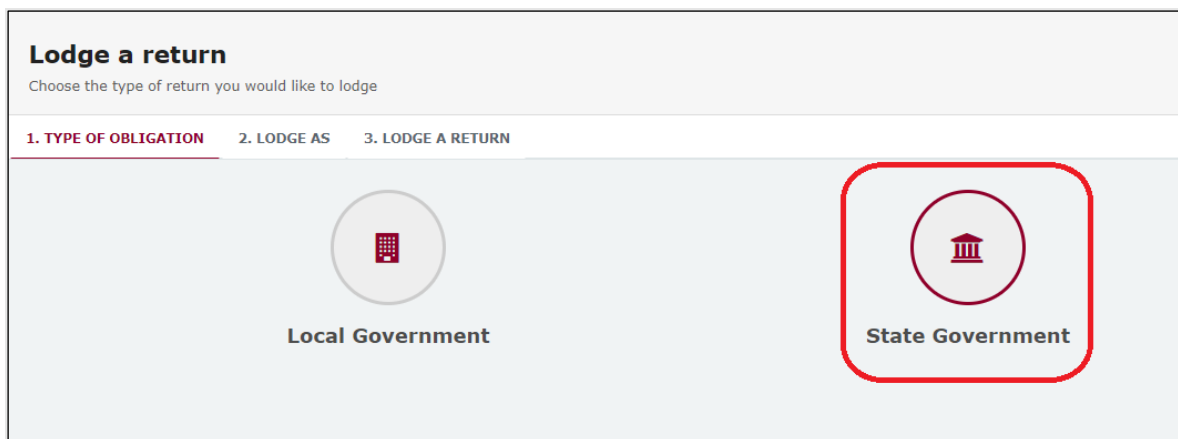 Lodge a return
Choose the type of return you would like to lodge
1. TYPE OF OBLIGATION 2. LODGE AS 3. LODGE A RETURN
Local Government State Government